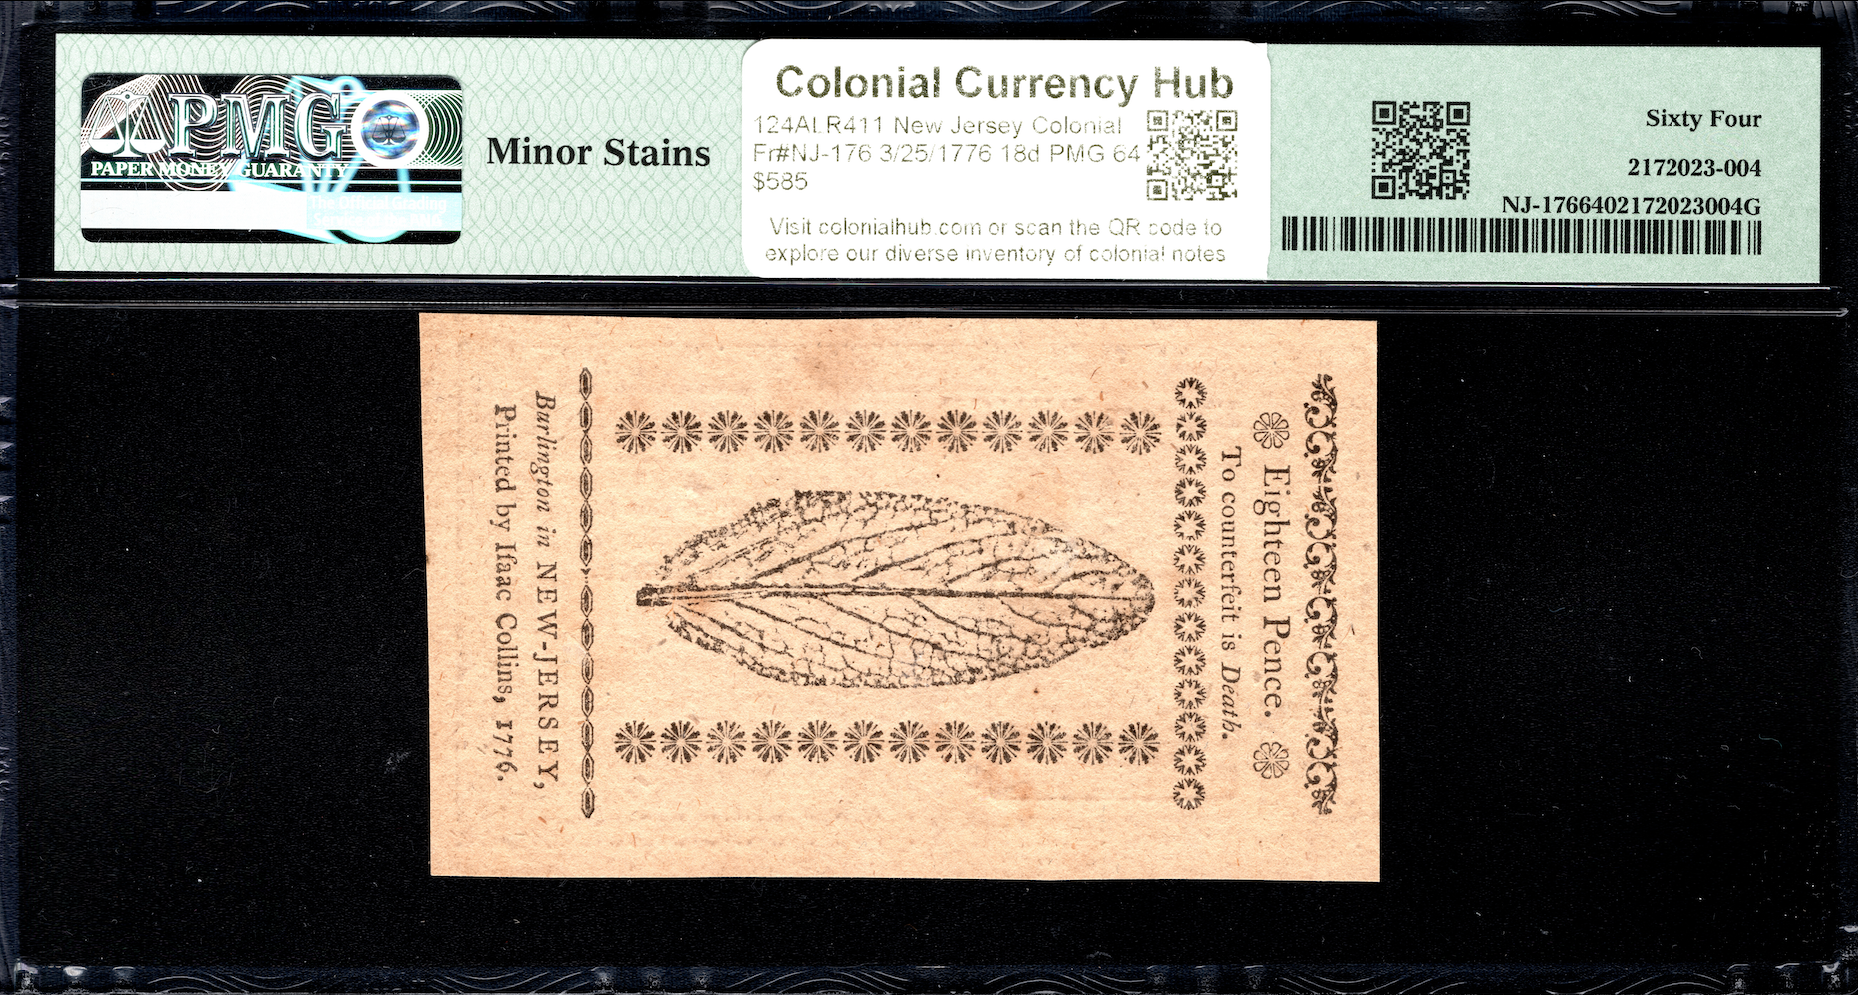 PMG
PAPER MONEY GUARANTY
The Official Grading
Minor Stains
Colonial Currency Hub
124ALR411 New Jersey Colonial
Fr#NJ-176 3/25/1776 18d PMG 64
$585
Visit colonialhub.com or scan the QR code to
explore our diverse inventory of colonial notes
Sixty Four
2172023-004
NJ-1766402172023004G
Eighteen Pence.
To counterfeit is Death.
Burlington in NEW-JERSEY,
Printed by Iſaac Collins, 1776.